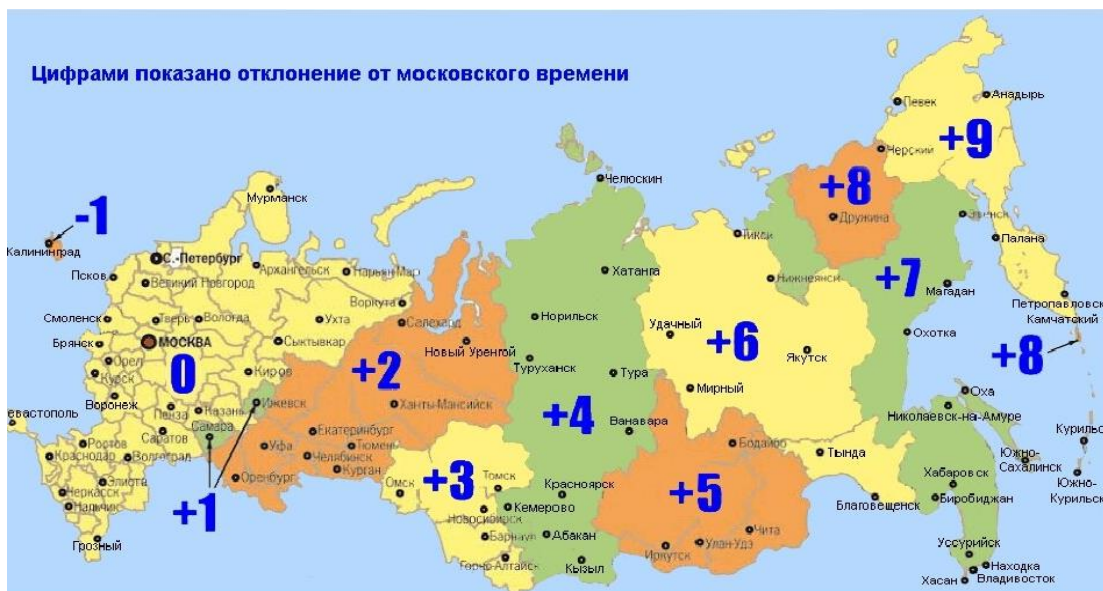 Цифрами показано отклонение от московского времени
Анадырь
Певек
+9
Черский
Челюскин
+8
Мурманск
-1
Дружина
Калининград
С.-Петербург
Тикси
Палана
Псков
Архангельск
Нарьян Мар
Хатанга
Нижнеянск
+7
Великий Новгород
Магадан
Воркута
Петропавловск
Камчатский
Смоленск
Тверь
Вологда
Ухта
Салехард
Норильск
Удачный
Охотка
Брянск
МОСКВА
Сыктывкар
Новый Уренгой
+6
Якутск
+8
Орел
0
Киров
+2
Туруханск
Тура
Курск
Мирный
Оха
Воронеж
Ижевск
Ханты-Мансийск
+4
Николаевск-на-Амуре
евастополь
Пенза
Казань
Ванавара
Самара
Екатеринбург
Бодайбо
Курильс
Ростов
Саратов
Уфа
Тюмень
Тында
Южно-
Сахалинск
Краснодар
Волгоград
Челябинск
+3
Томск
Хабаровск
Оренбург
Курган
Омск
Красноярск
+5
Южно-
Курильск
Элиста
Черкасск
Кемерово
Благовещенск
Биробиджан
Нальчик
+1
Новосибирск
Чита
Барнаул
Абакан
Улан-Удэ
Грозный
Иркутск
Уссурийск
Горно-Алтайск
Кызыл
Находка
Хасан
Владивосток